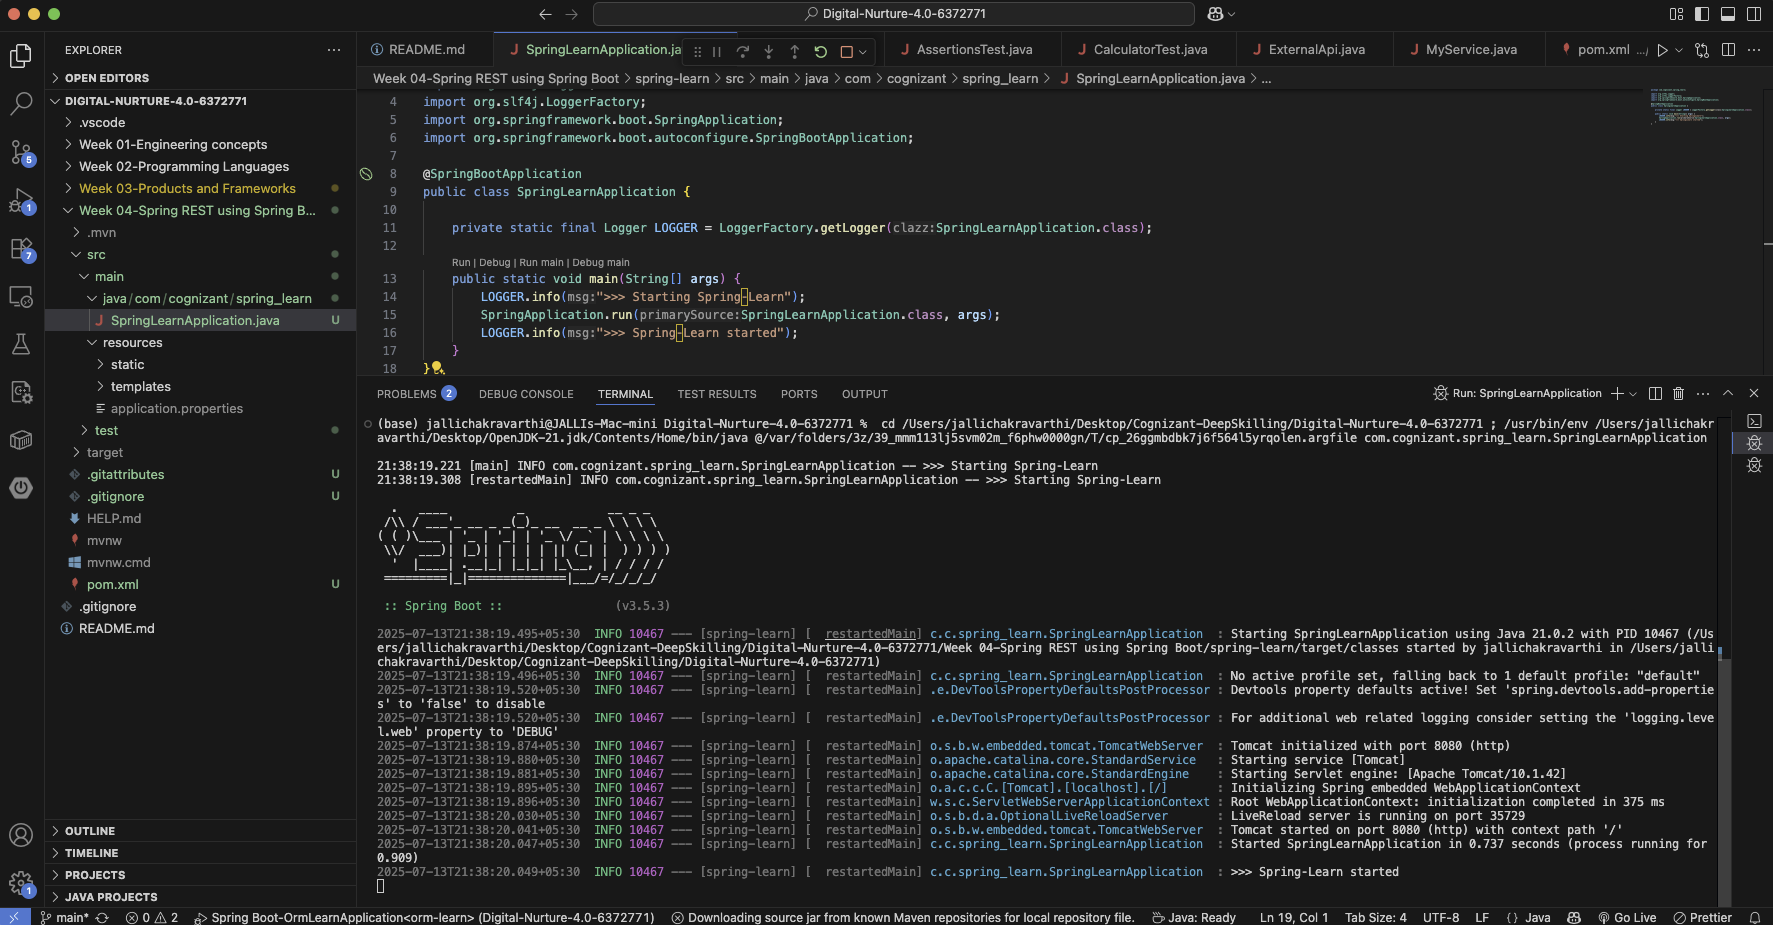 Digital-Nurture-4.0-6372771
EXPLORER
OPEN EDITORS
DIGITAL-NURTURE-4.0-6372771
.vscode
Week 01-Engineering concepts
Week 02-Programming Languages
Week 03-Products and Frameworks
Week 04-Spring REST using Spring B...
.mvn
src
main
java/com/cognizant/spring_learn
SpringLearnApplication.java U
resources
static
templates
application.properties
test
target
.gitattributes U
.gitignore U
HELP.md
mvnw
mvnw.cmd
pom.xml U
.gitignore
README.md
OUTLINE
TIMELINE
PROJECTS
JAVA PROJECTS
5
1
7
1
README.md
SpringLearnApplication.ja
AssertionsTest.java
CalculatorTest.java
ExternalApi.java
MyService.java
pom.xml .../
Week 04-Spring REST using Spring Boot > spring-learn > src > main > java > com > cognizant > spring_learn > SpringLearnApplication.java > ...
4 import org.slf4j.LoggerFactory;
5 import org.springframework.boot.SpringApplication;
6 import org.springframework.boot.autoconfigure.SpringBootApplication;
7
8 @SpringBootApplication
9 public class SpringLearnApplication {
10
11 private static final Logger LOGGER = LoggerFactory.getLogger(clazz:SpringLearnApplication.class);
12
Run | Debug | Run main | Debug main
13 public static void main(String[] args) {
14 LOGGER.info(msg:">>> Starting Spring-Learn");
15 SpringApplication.run(primarySource:SpringLearnApplication.class, args);
16 LOGGER.info(msg:">>> Spring-Learn started");
17 }
18 }
PROBLEMS 2 DEBUG CONSOLE TERMINAL TEST RESULTS PORTS OUTPUT
Run: SpringLearnApplication
(base) jallichakravarthi@JALLIs-Mac-mini Digital-Nurture-4.0-6372771 % cd /Users/jallichakravarthi/Desktop/Cognizant-DeepSkilling/Digital-Nurture-4.0-6372771 ; /usr/bin/env /Users/jallichakr
avarthi/Desktop/OpenJDK-21.jdk/Contents/Home/bin/java @/var/folders/3z/39_mmm113lj5svm02m_f6phw0000gn/T/cp_26ggmbdbk7j6f564l5yrqolen.argfile com.cognizant.spring_learn.SpringLearnApplication
21:38:19.221 [main] INFO com.cognizant.spring_learn.SpringLearnApplication -- >>> Starting Spring-Learn
21:38:19.308 [restartedMain] INFO com.cognizant.spring_learn.SpringLearnApplication -- >>> Starting Spring-Learn
:: Spring Boot :: (v3.5.3)
2025-07-13T21:38:19.495+05:30 INFO 10467 --- [spring-learn] [ restartedMain] c.c.spring_learn.SpringLearnApplication : Starting SpringLearnApplication using Java 21.0.2 with PID 10467 (/Us
ers/jallichakravarthi/Desktop/Cognizant-DeepSkilling/Digital-Nurture-4.0-6372771/Week 04-Spring REST using Spring Boot/spring-learn/target/classes started by jallichakravarthi in /Users/jalli
chakravarthi/Desktop/Cognizant-DeepSkilling/Digital-Nurture-4.0-6372771)
2025-07-13T21:38:19.496+05:30 INFO 10467 --- [spring-learn] [ restartedMain] c.c.spring_learn.SpringLearnApplication : No active profile set, falling back to 1 default profile: "default"
2025-07-13T21:38:19.520+05:30 INFO 10467 --- [spring-learn] [ restartedMain] .e.DevToolsPropertyDefaultsPostProcessor : Devtools property defaults active! Set 'spring.devtools.add-propertie
s' to 'false' to disable
2025-07-13T21:38:19.520+05:30 INFO 10467 --- [spring-learn] [ restartedMain] .e.DevToolsPropertyDefaultsPostProcessor : For additional web related logging consider setting the 'logging.leve
l.web' property to 'DEBUG'
2025-07-13T21:38:19.874+05:30 INFO 10467 --- [spring-learn] [ restartedMain] o.s.b.w.embedded.tomcat.TomcatWebServer : Tomcat initialized with port 8080 (http)
2025-07-13T21:38:19.880+05:30 INFO 10467 --- [spring-learn] [ restartedMain] o.apache.catalina.core.StandardService : Starting service [Tomcat]
2025-07-13T21:38:19.881+05:30 INFO 10467 --- [spring-learn] [ restartedMain] o.apache.catalina.core.StandardEngine : Starting Servlet engine: [Apache Tomcat/10.1.42]
2025-07-13T21:38:19.895+05:30 INFO 10467 --- [spring-learn] [ restartedMain] o.a.c.c.C.[Tomcat].[localhost].[/] : Initializing Spring embedded WebApplicationContext
2025-07-13T21:38:19.896+05:30 INFO 10467 --- [spring-learn] [ restartedMain] w.s.c.ServletWebServerApplicationContext : Root WebApplicationContext: initialization completed in 375 ms
2025-07-13T21:38:20.030+05:30 INFO 10467 --- [spring-learn] [ restartedMain] o.s.b.d.a.OptionalLiveReloadServer : LiveReload server is running on port 35729
2025-07-13T21:38:20.041+05:30 INFO 10467 --- [spring-learn] [ restartedMain] o.s.b.w.embedded.tomcat.TomcatWebServer : Tomcat started on port 8080 (http) with context path '/'
2025-07-13T21:38:20.047+05:30 INFO 10467 --- [spring-learn] [ restartedMain] c.c.spring_learn.SpringLearnApplication : Started SpringLearnApplication in 0.737 seconds (process running for
0.909)
2025-07-13T21:38:20.049+05:30 INFO 10467 --- [spring-learn] [ restartedMain] c.c.spring_learn.SpringLearnApplication : >>> Spring-Learn started
main* 0 2 Spring Boot-OrmLearnApplication<orm-learn> (Digital-Nurture-4.0-6372771) Downloading source jar from known Maven repositories for local repository file. Java: Ready Ln 19, Col 1 Tab Size: 4 UTF-8 LF {} Java Go Live Prettier